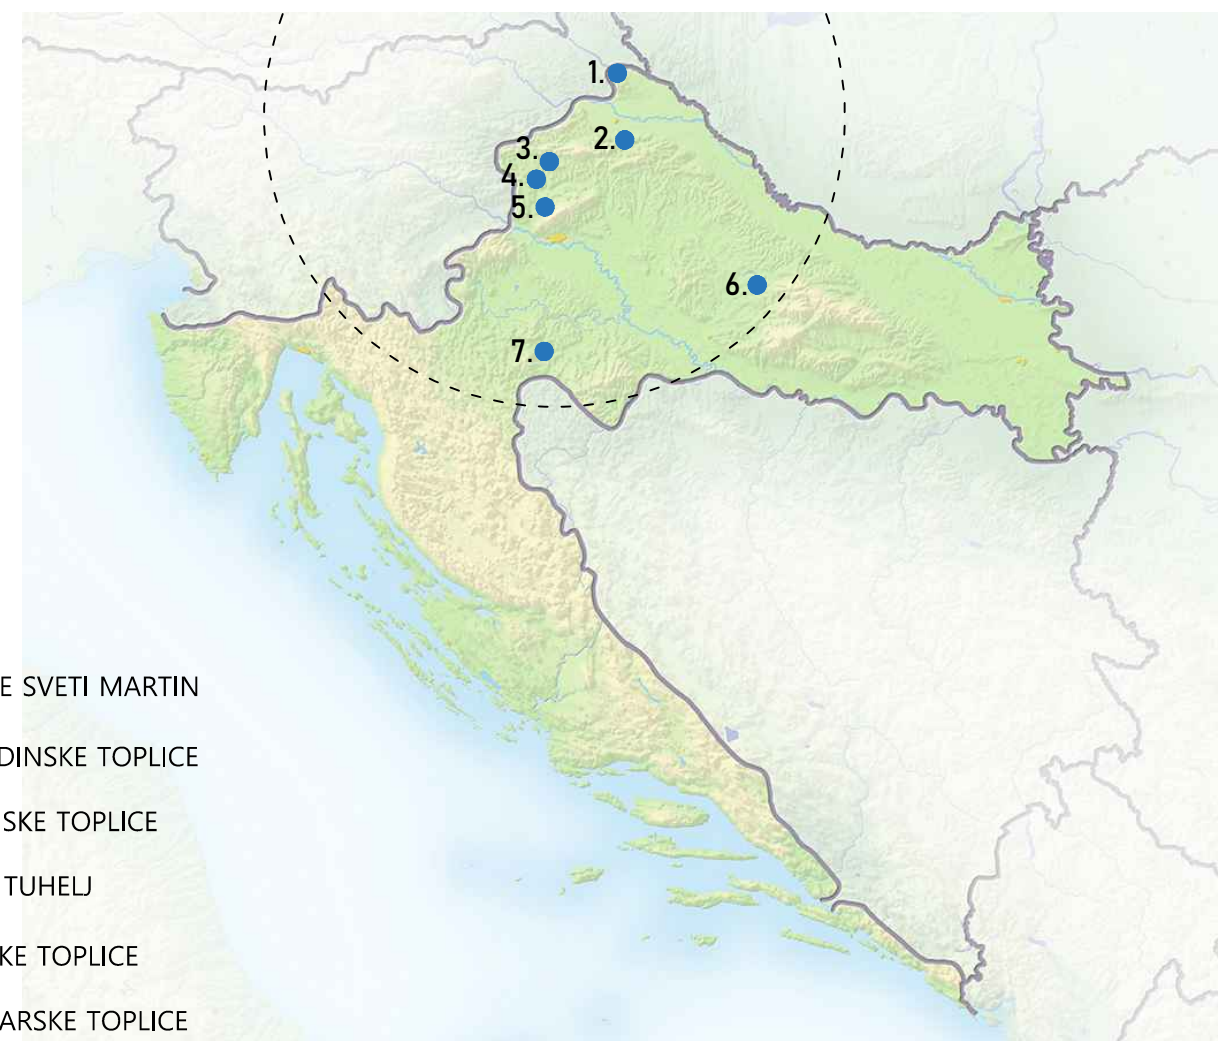 1.
2.
3.
4.
5.
6.
7.
E SVETI MARTIN
DINSKE TOPLICE
SKE TOPLICE
TUHELJ
KE TOPLICE
ARSKE TOPLICE